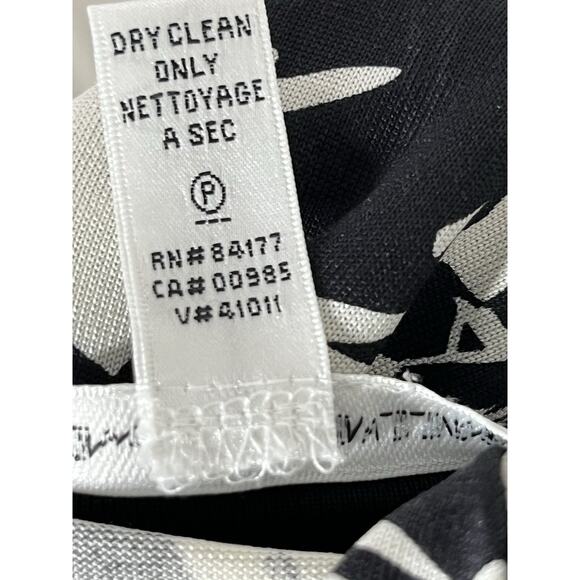 DRY CLEAN
ONLY
NETTOYAGE
A SEC
P
RN# 84177
CA# 00985
V# 41011